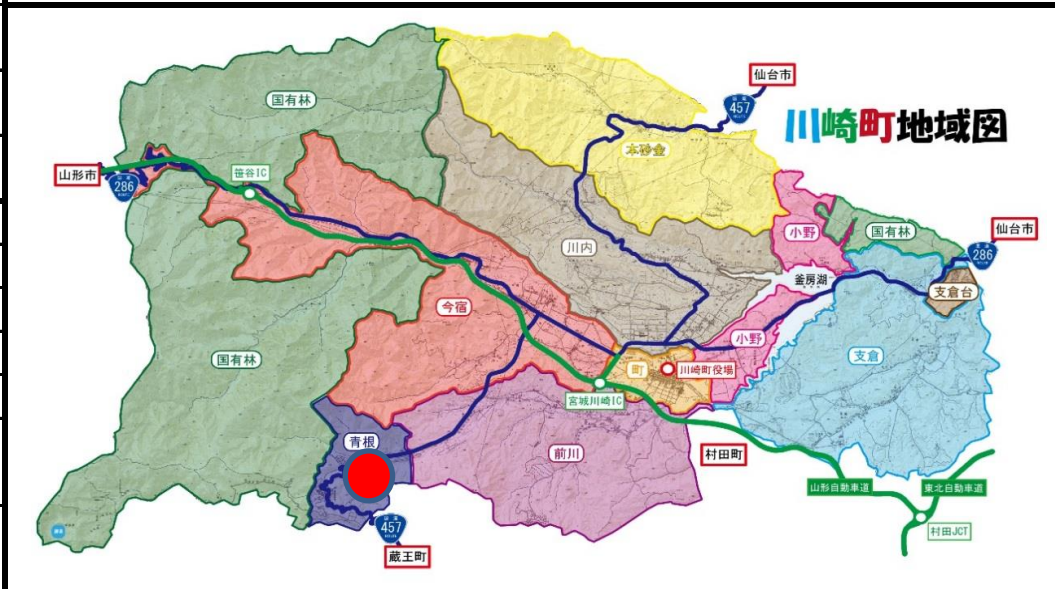 川崎町地域図
仙台市
457
国有林
本砂金
山形市
286
笹谷IC
小野
国有林
仙台市
286
川内
釜房湖
支倉台
今宿
小野
支倉
国有林
町
川崎町役場
宮城川崎IC
青根
前川
村田町
山形自動車道
東北自動車道
457
村田JCT
蔵王町